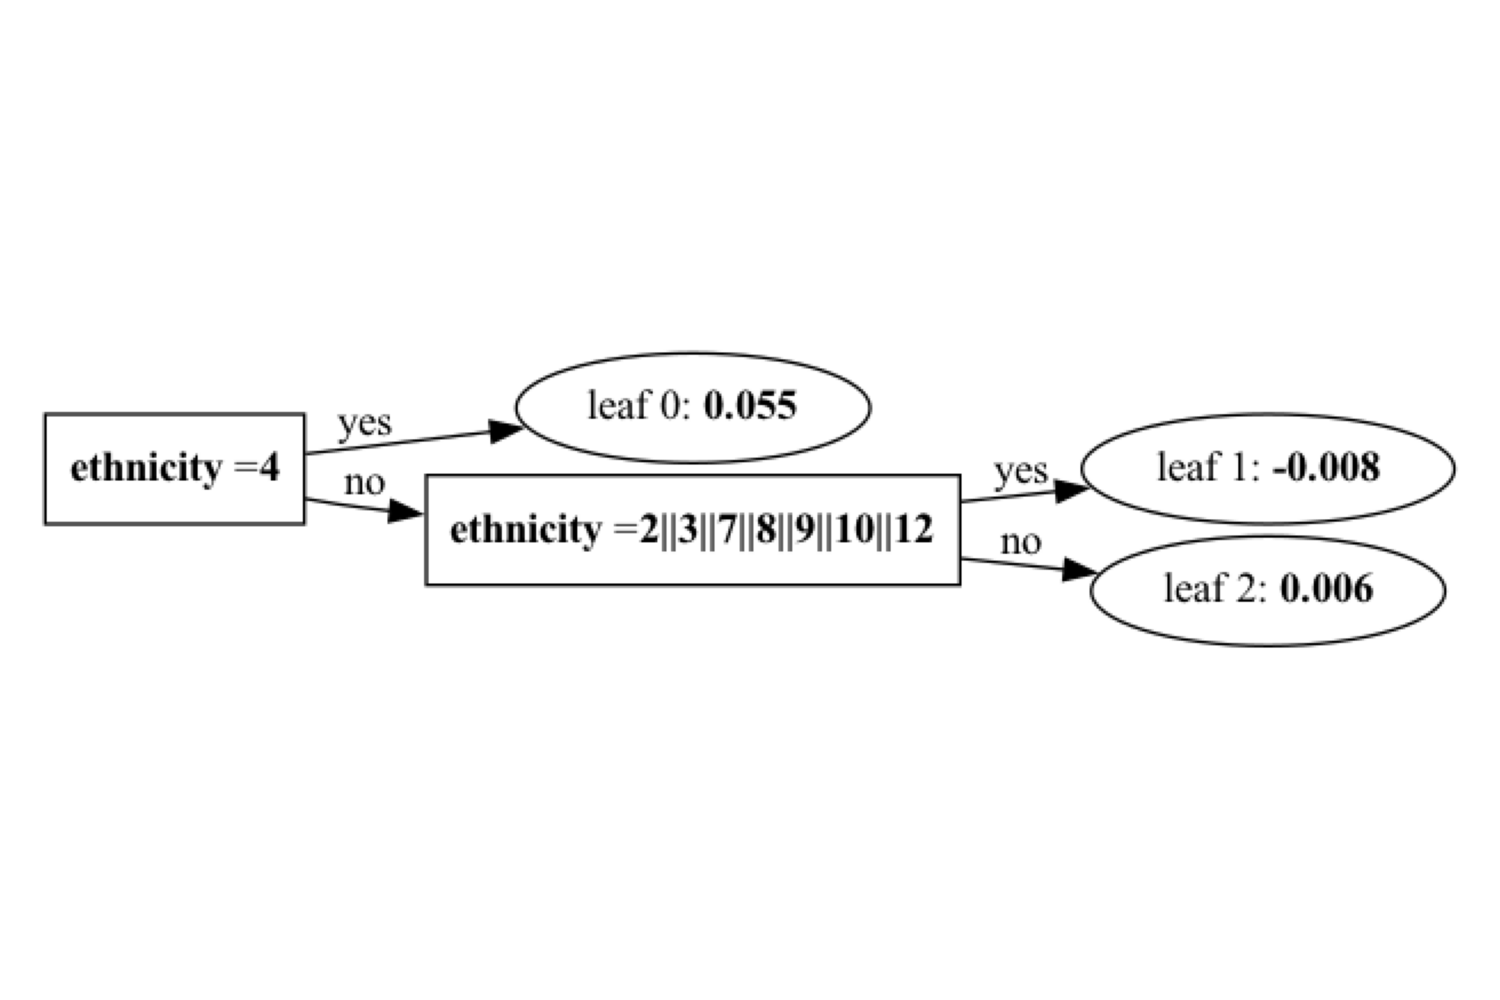 ethnicity =4
yes
no
leaf 0: 0.055
ethnicity =2||3||7||8||9||10||12
yes
no
leaf 1: -0.008
leaf 2: 0.006